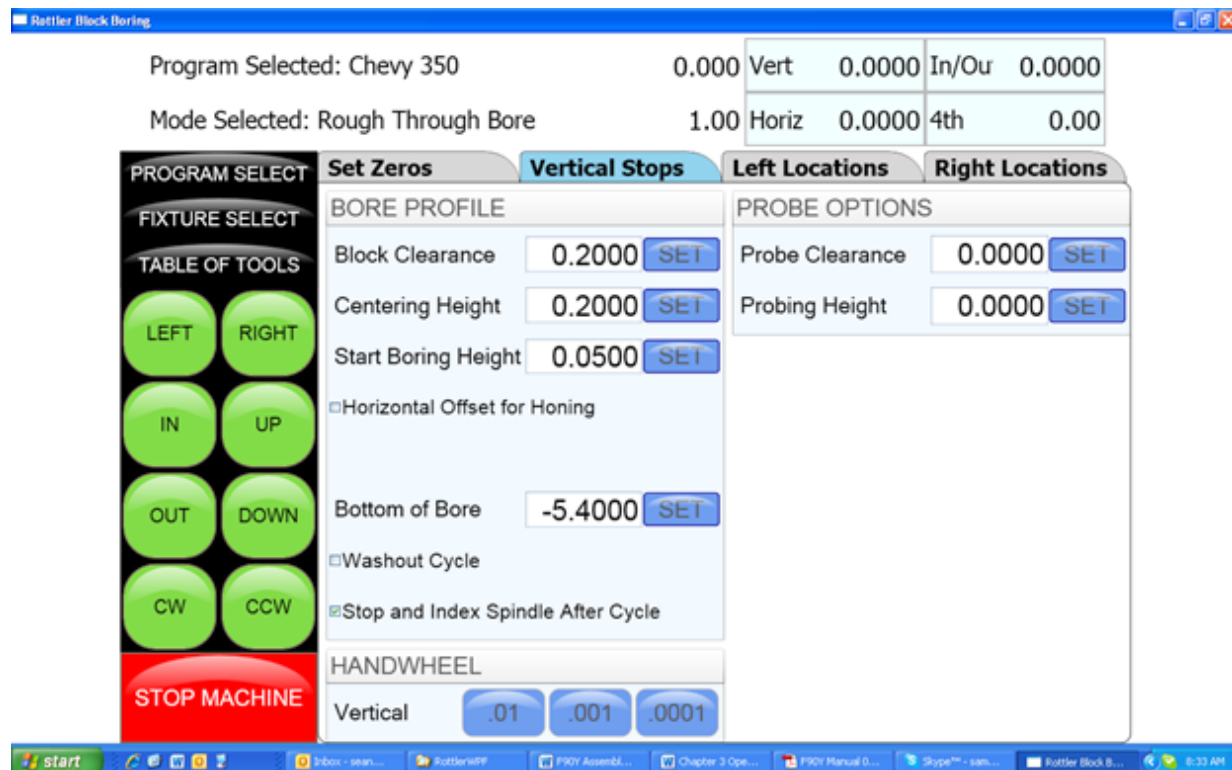 Rottler Block Boring
Program Selected: Chevy 350 0.000 Vert 0.0000 In/Ou 0.0000
Mode Selected: Rough Through Bore 1.00 Horiz 0.0000 4th 0.00
PROGRAM SELECT
FIXTURE SELECT
TABLE OF TOOLS
LEFT RIGHT
IN UP
OUT DOWN
CW CCW
STOP MACHINE
Set Zeros Vertical Stops Left Locations Right Locations
BORE PROFILE
Block Clearance 0.2000 SET
Centering Height 0.2000 SET
Start Boring Height 0.0500 SET
Horizontal Offset for Honing
Bottom of Bore -5.4000 SET
Washout Cycle
Stop and Index Spindle After Cycle
HANDWHEEL
Vertical .01 .001 .0001
PROBE OPTIONS
Probe Clearance 0.0000 SET
Probing Height 0.0000 SET
start Inbox - sean... RottlerWPF F90Y Assembl... Chapter 3 Ope... F90Y Manual 0... Skype™ - sam... Rottler Block B... 8:33 AM